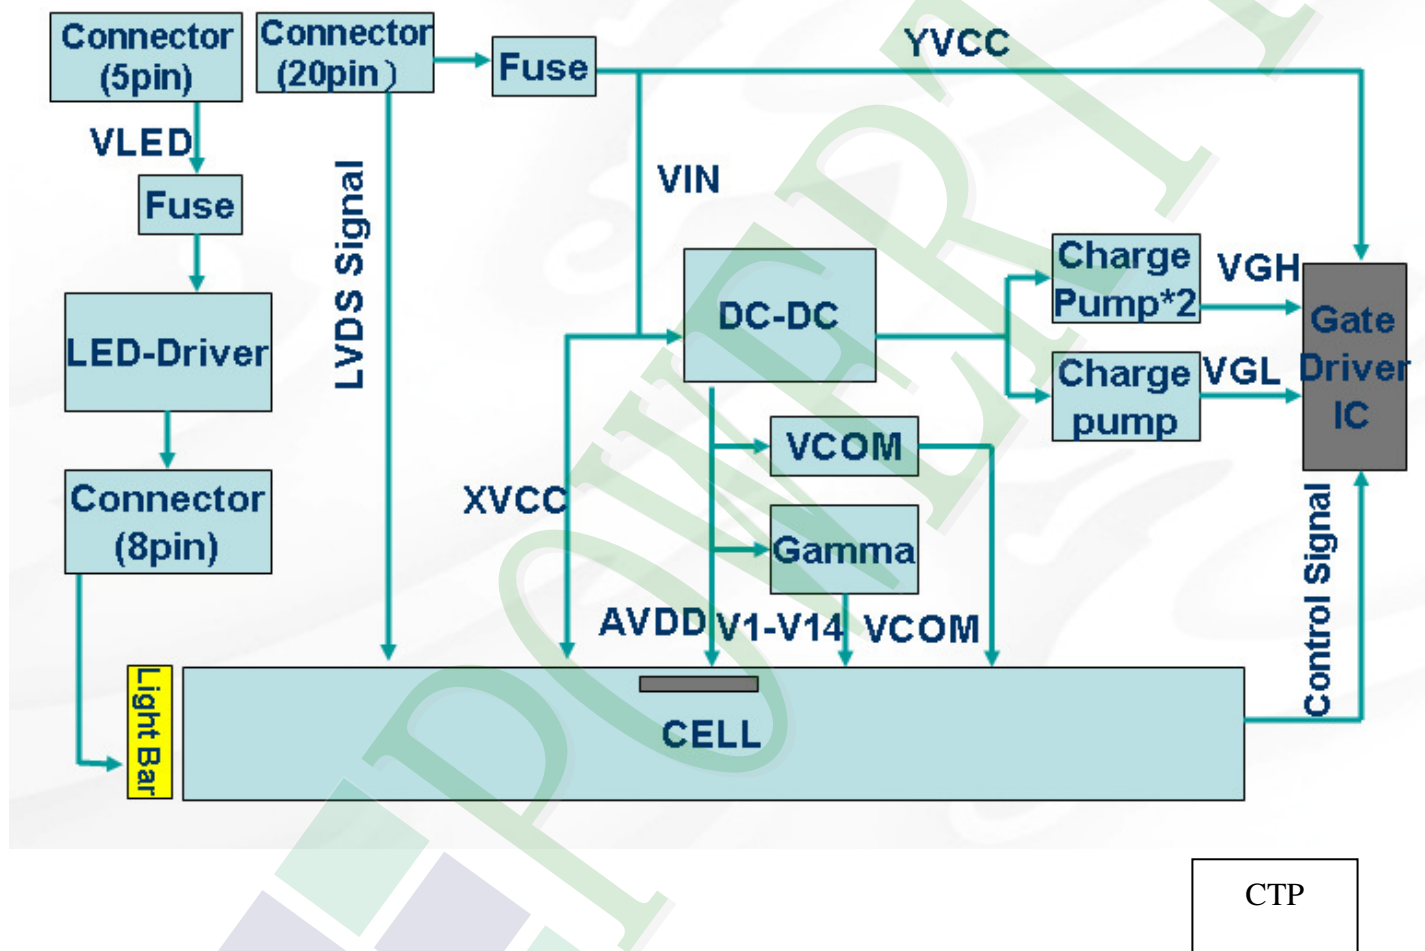 Connector
(5pin)
Connector
(20pin）
Fuse
YVCC
VLED
Fuse
LVDS Signal
VIN
LED-Driver
DC-DC
Charge
Pump*2
VGH
Charge
pump
VGL
Gate
Driver
IC
Connector
(8pin)
XVCC
VCOM
Gamma
AVDD
V1-V14
VCOM
Control Signal
Light Bar
CELL
CTP
POWERT